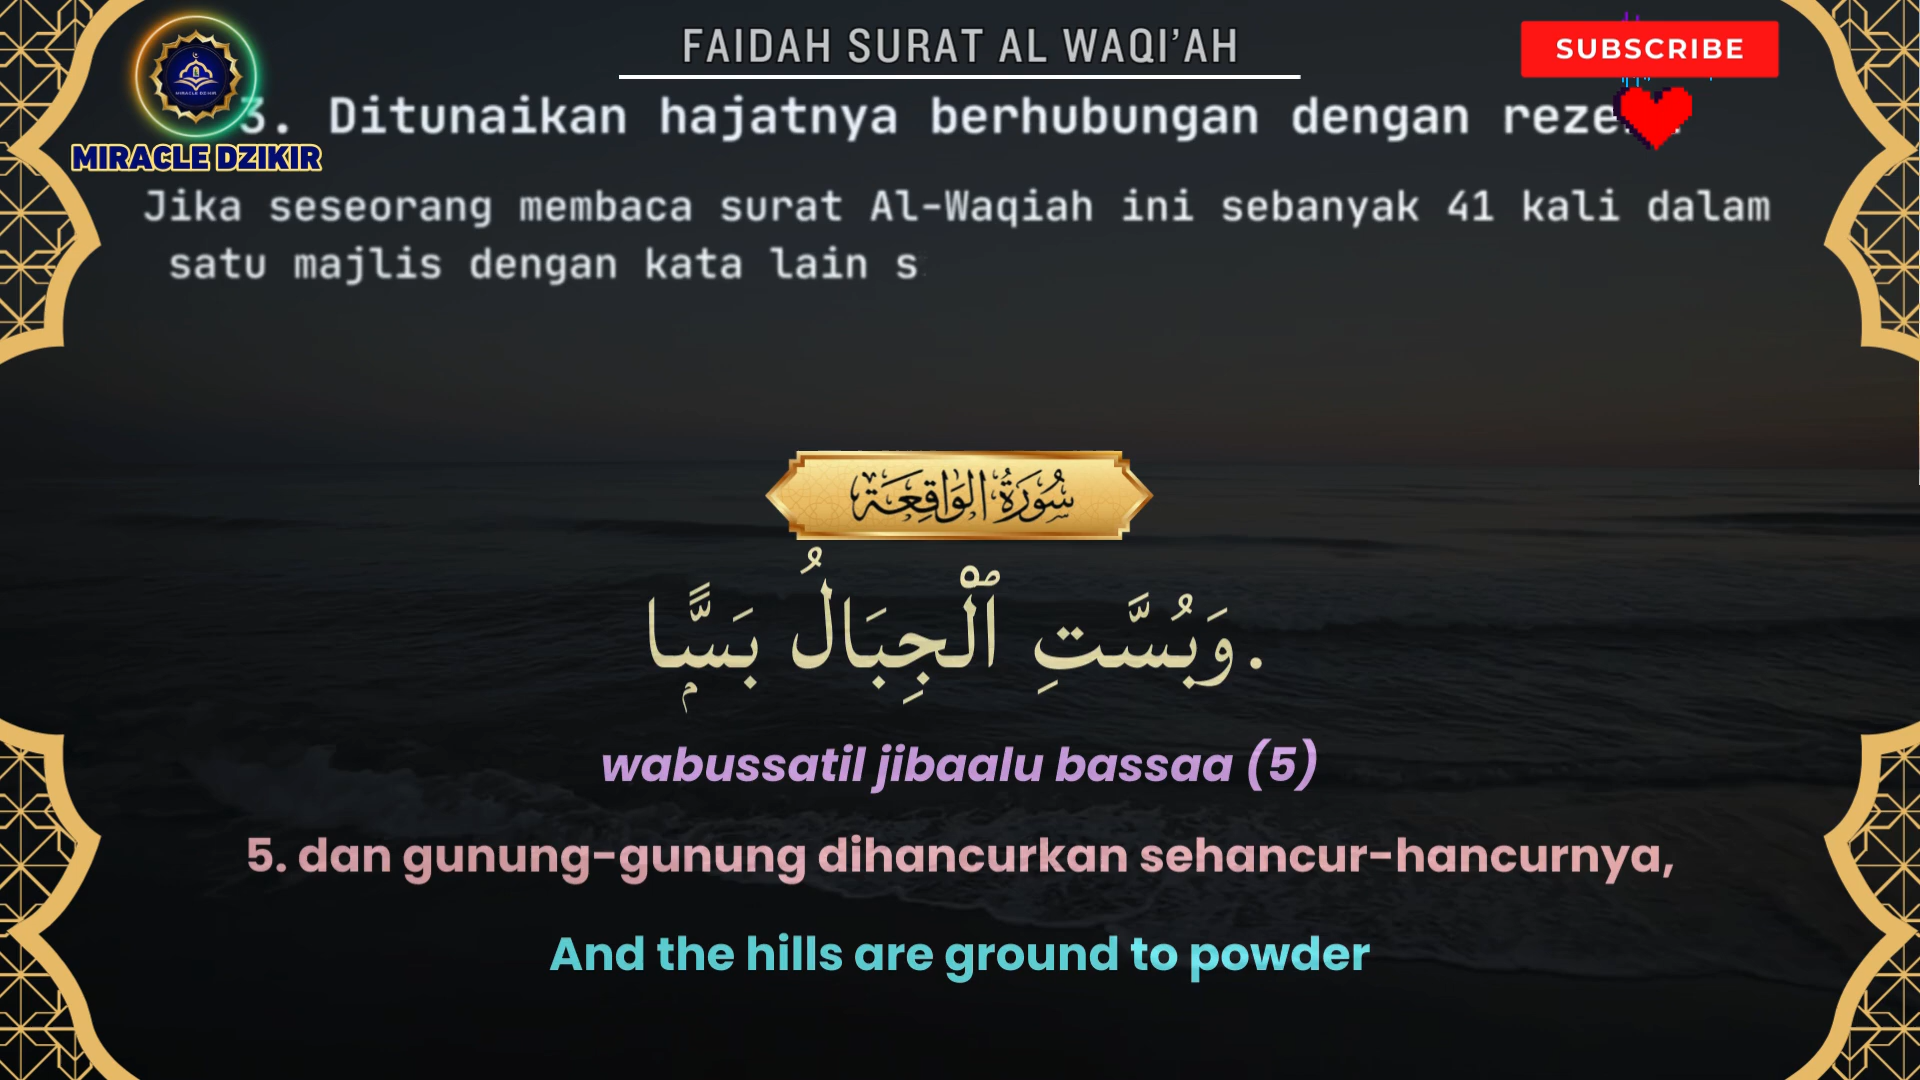 FAIDAH SURAT AL WAQI'AH
SUBSCRIBE
3. Ditunaikan hajatnya berhubungan dengan
MIRACLE DZIKIR
Jika seseorang membaca surat Al-Waqiah ini sebanyak 41 kali dalam
satu majlis dengan kata lain s
سُورَةُ الوَاقِعَة
.وَبُسَّتِ ٱلْجِبَالُ بَسًّۭا
wabussatil jibaalu bassaa (5)
5. dan gunung-gunung dihancurkan sehancur-hancurnya,
And the hills are ground to powder